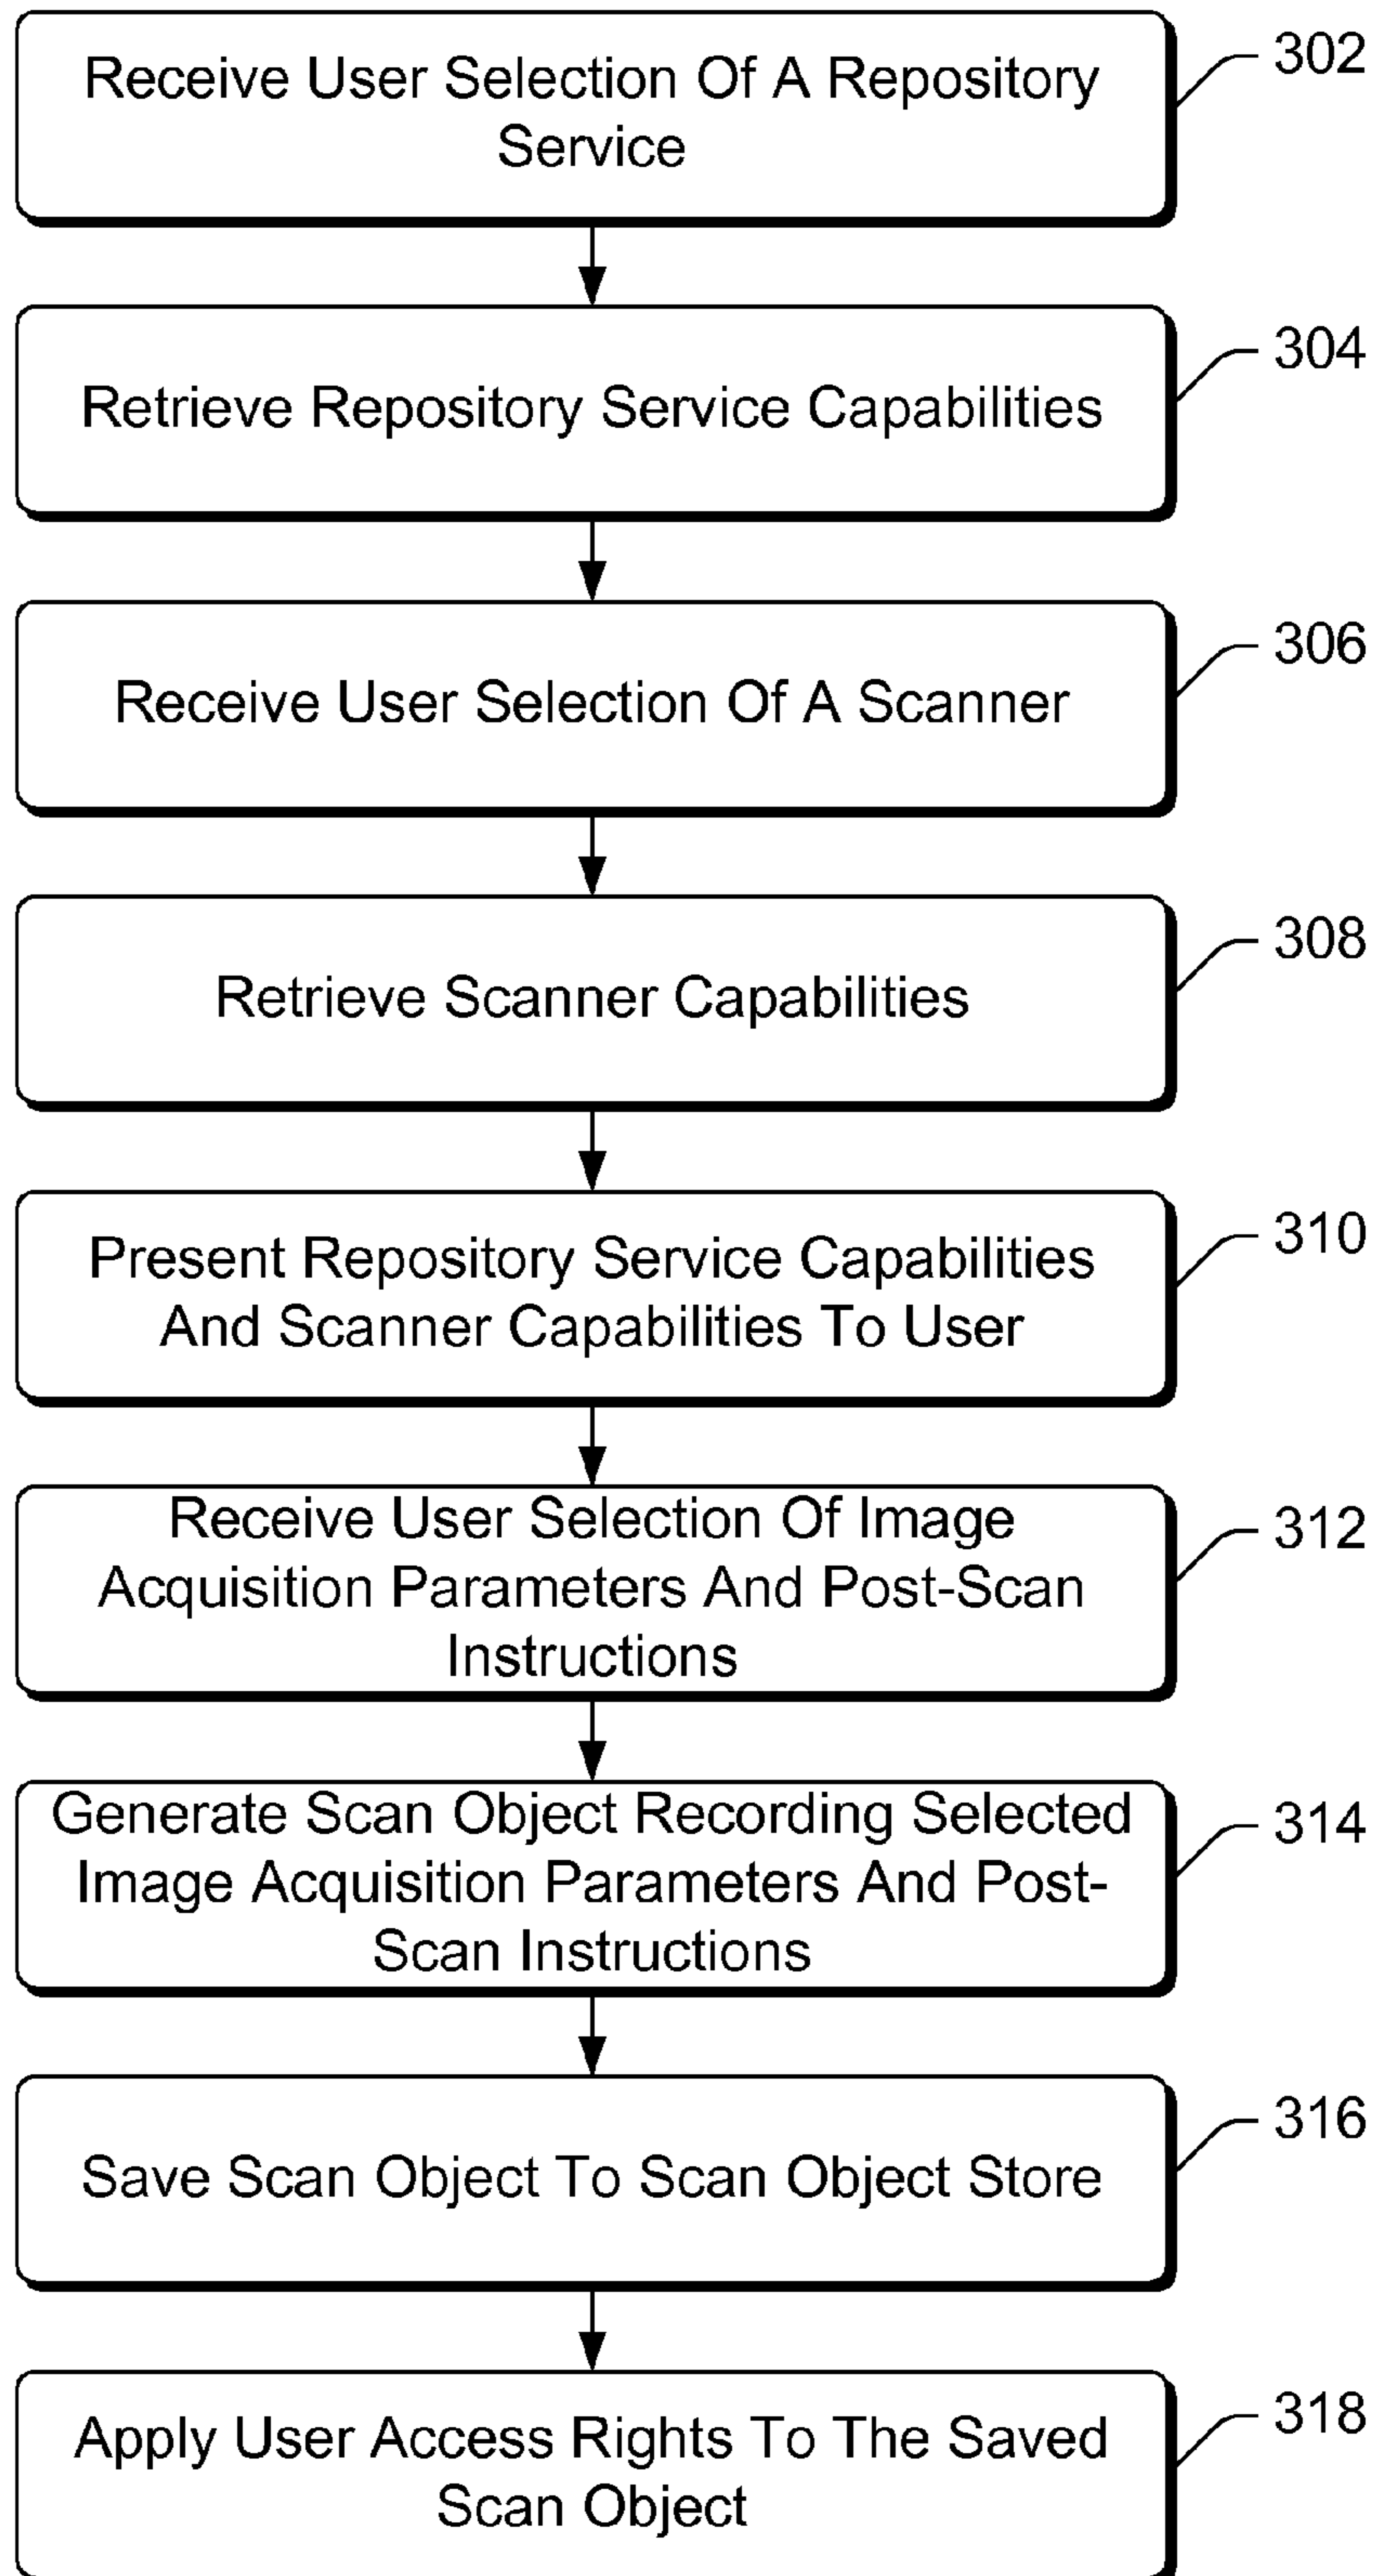 Receive User Selection Of A Repository
Service
302
Retrieve Repository Service Capabilities
304
Receive User Selection Of A Scanner
306
Retrieve Scanner Capabilities
308
Present Repository Service Capabilities
And Scanner Capabilities To User
310
Receive User Selection Of Image
Acquisition Parameters And Post-Scan
Instructions
312
Generate Scan Object Recording Selected
Image Acquisition Parameters And Post-
Scan Instructions
314
Save Scan Object To Scan Object Store
316
Apply User Access Rights To The Saved
Scan Object
318